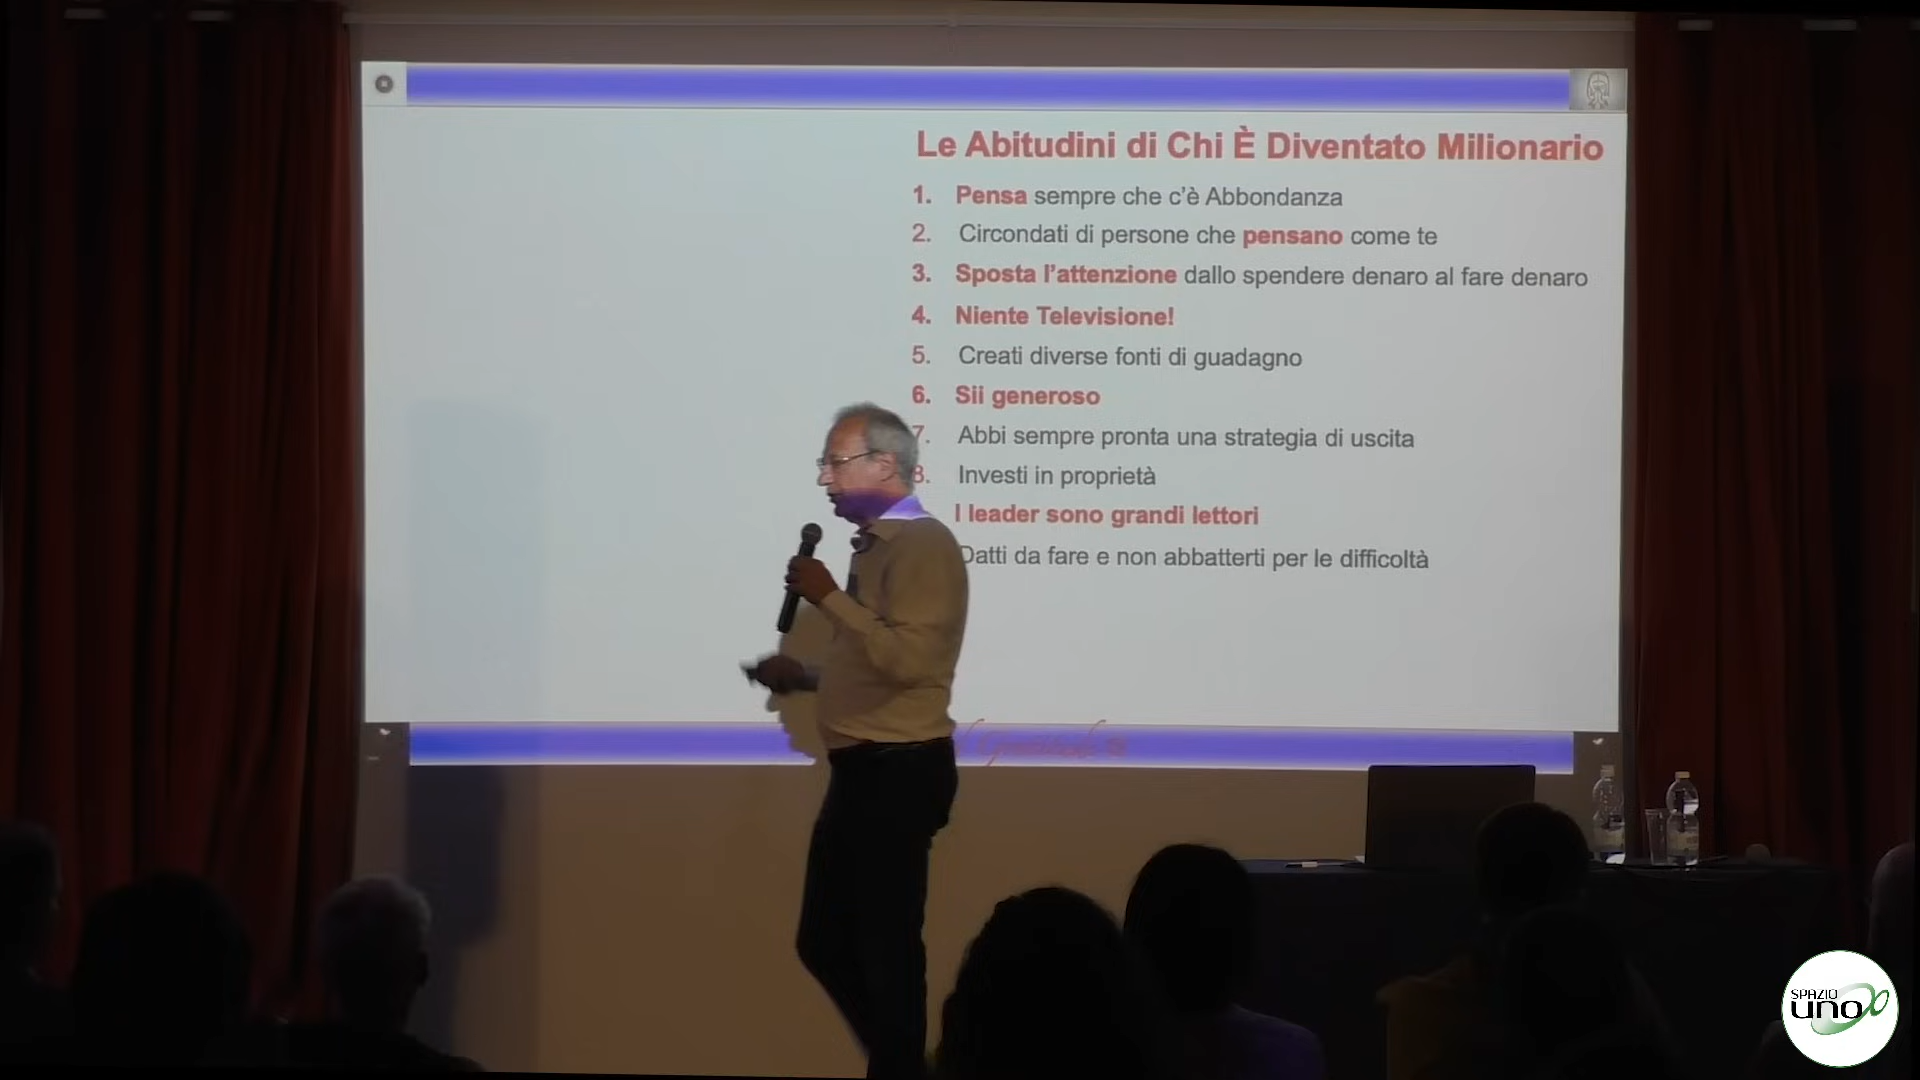 Le Abitudini di Chi È Diventato Milionario
1. Pensa sempre che c'è Abbondanza
2. Circondati di persone che pensano come te
3. Sposta l'attenzione dallo spendere denaro al fare denaro
4. Niente Televisione!
5. Creati diverse fonti di guadagno
6. Sii generoso
7. Abbi sempre pronta una strategia di uscita
8. Investi in proprietà
I leader sono grandi lettori
Datti da fare e non abbatterti per le difficoltà
SPAZIO
uno